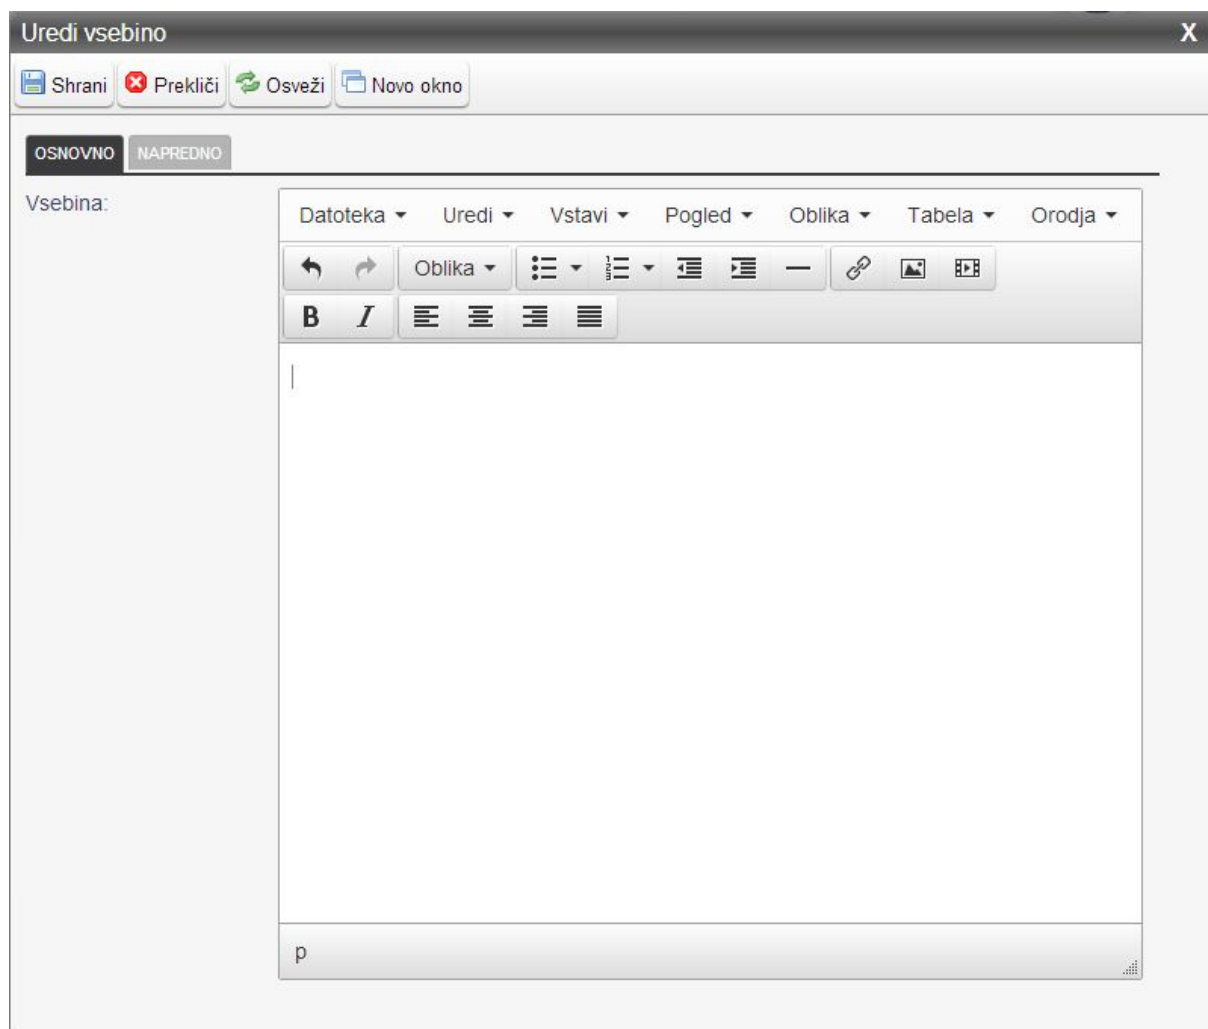 Uredi vsebino X
Shrani Prekliči Osveži Novo okno
OSNOVNO NAPREDNO
Vsebina:
Datoteka Uredi Vstavi Pogled Oblika Tabela Orodja
Oblika
B I
p